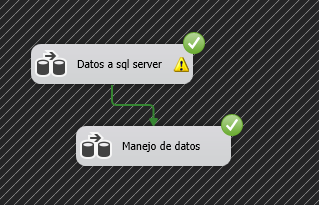 Datos a sql server
Manejo de datos